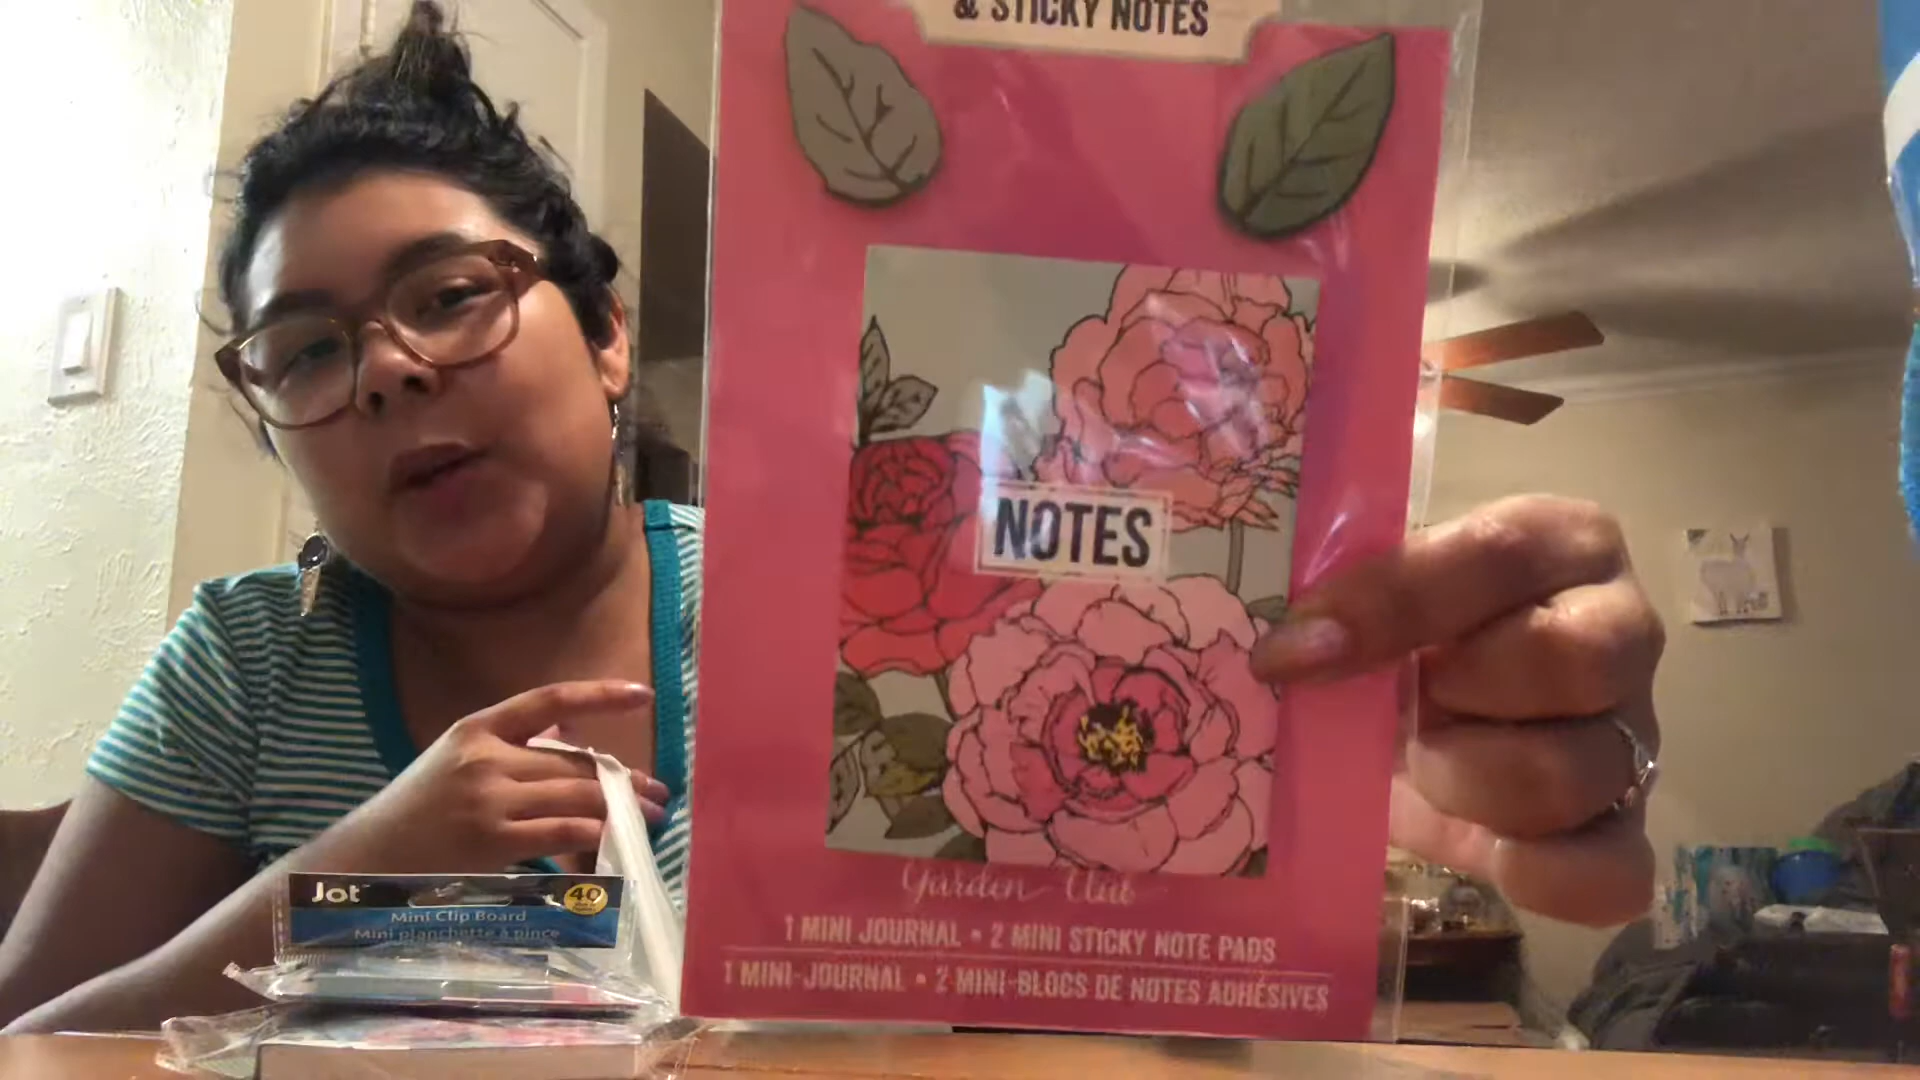 & STICKY NOTES
NOTES
Garden Club
1 MINI JOURNAL • 2 MINI STICKY NOTE PADS
1 MINI-JOURNAL • 2 MINI-BLOCS DE NOTES ADHÉSIVES
Jot
40
Mini Clip Board
Mini planchette à pince